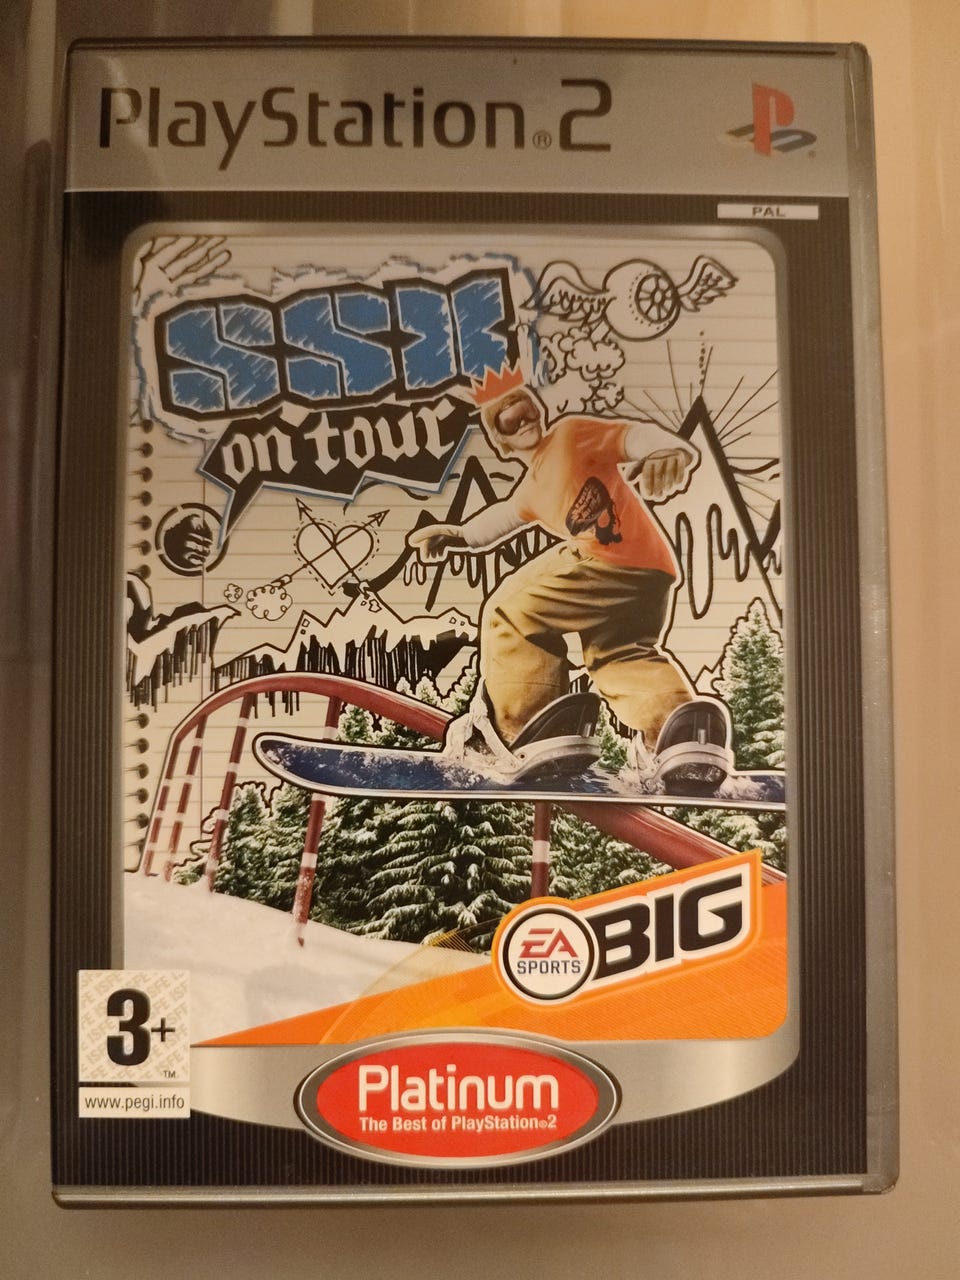 PlayStation®2
PAL
SSX
on tour
EA
SPORTS
BIG
3+
TM
www.pegi.info
Platinum
The Best of PlayStation®2